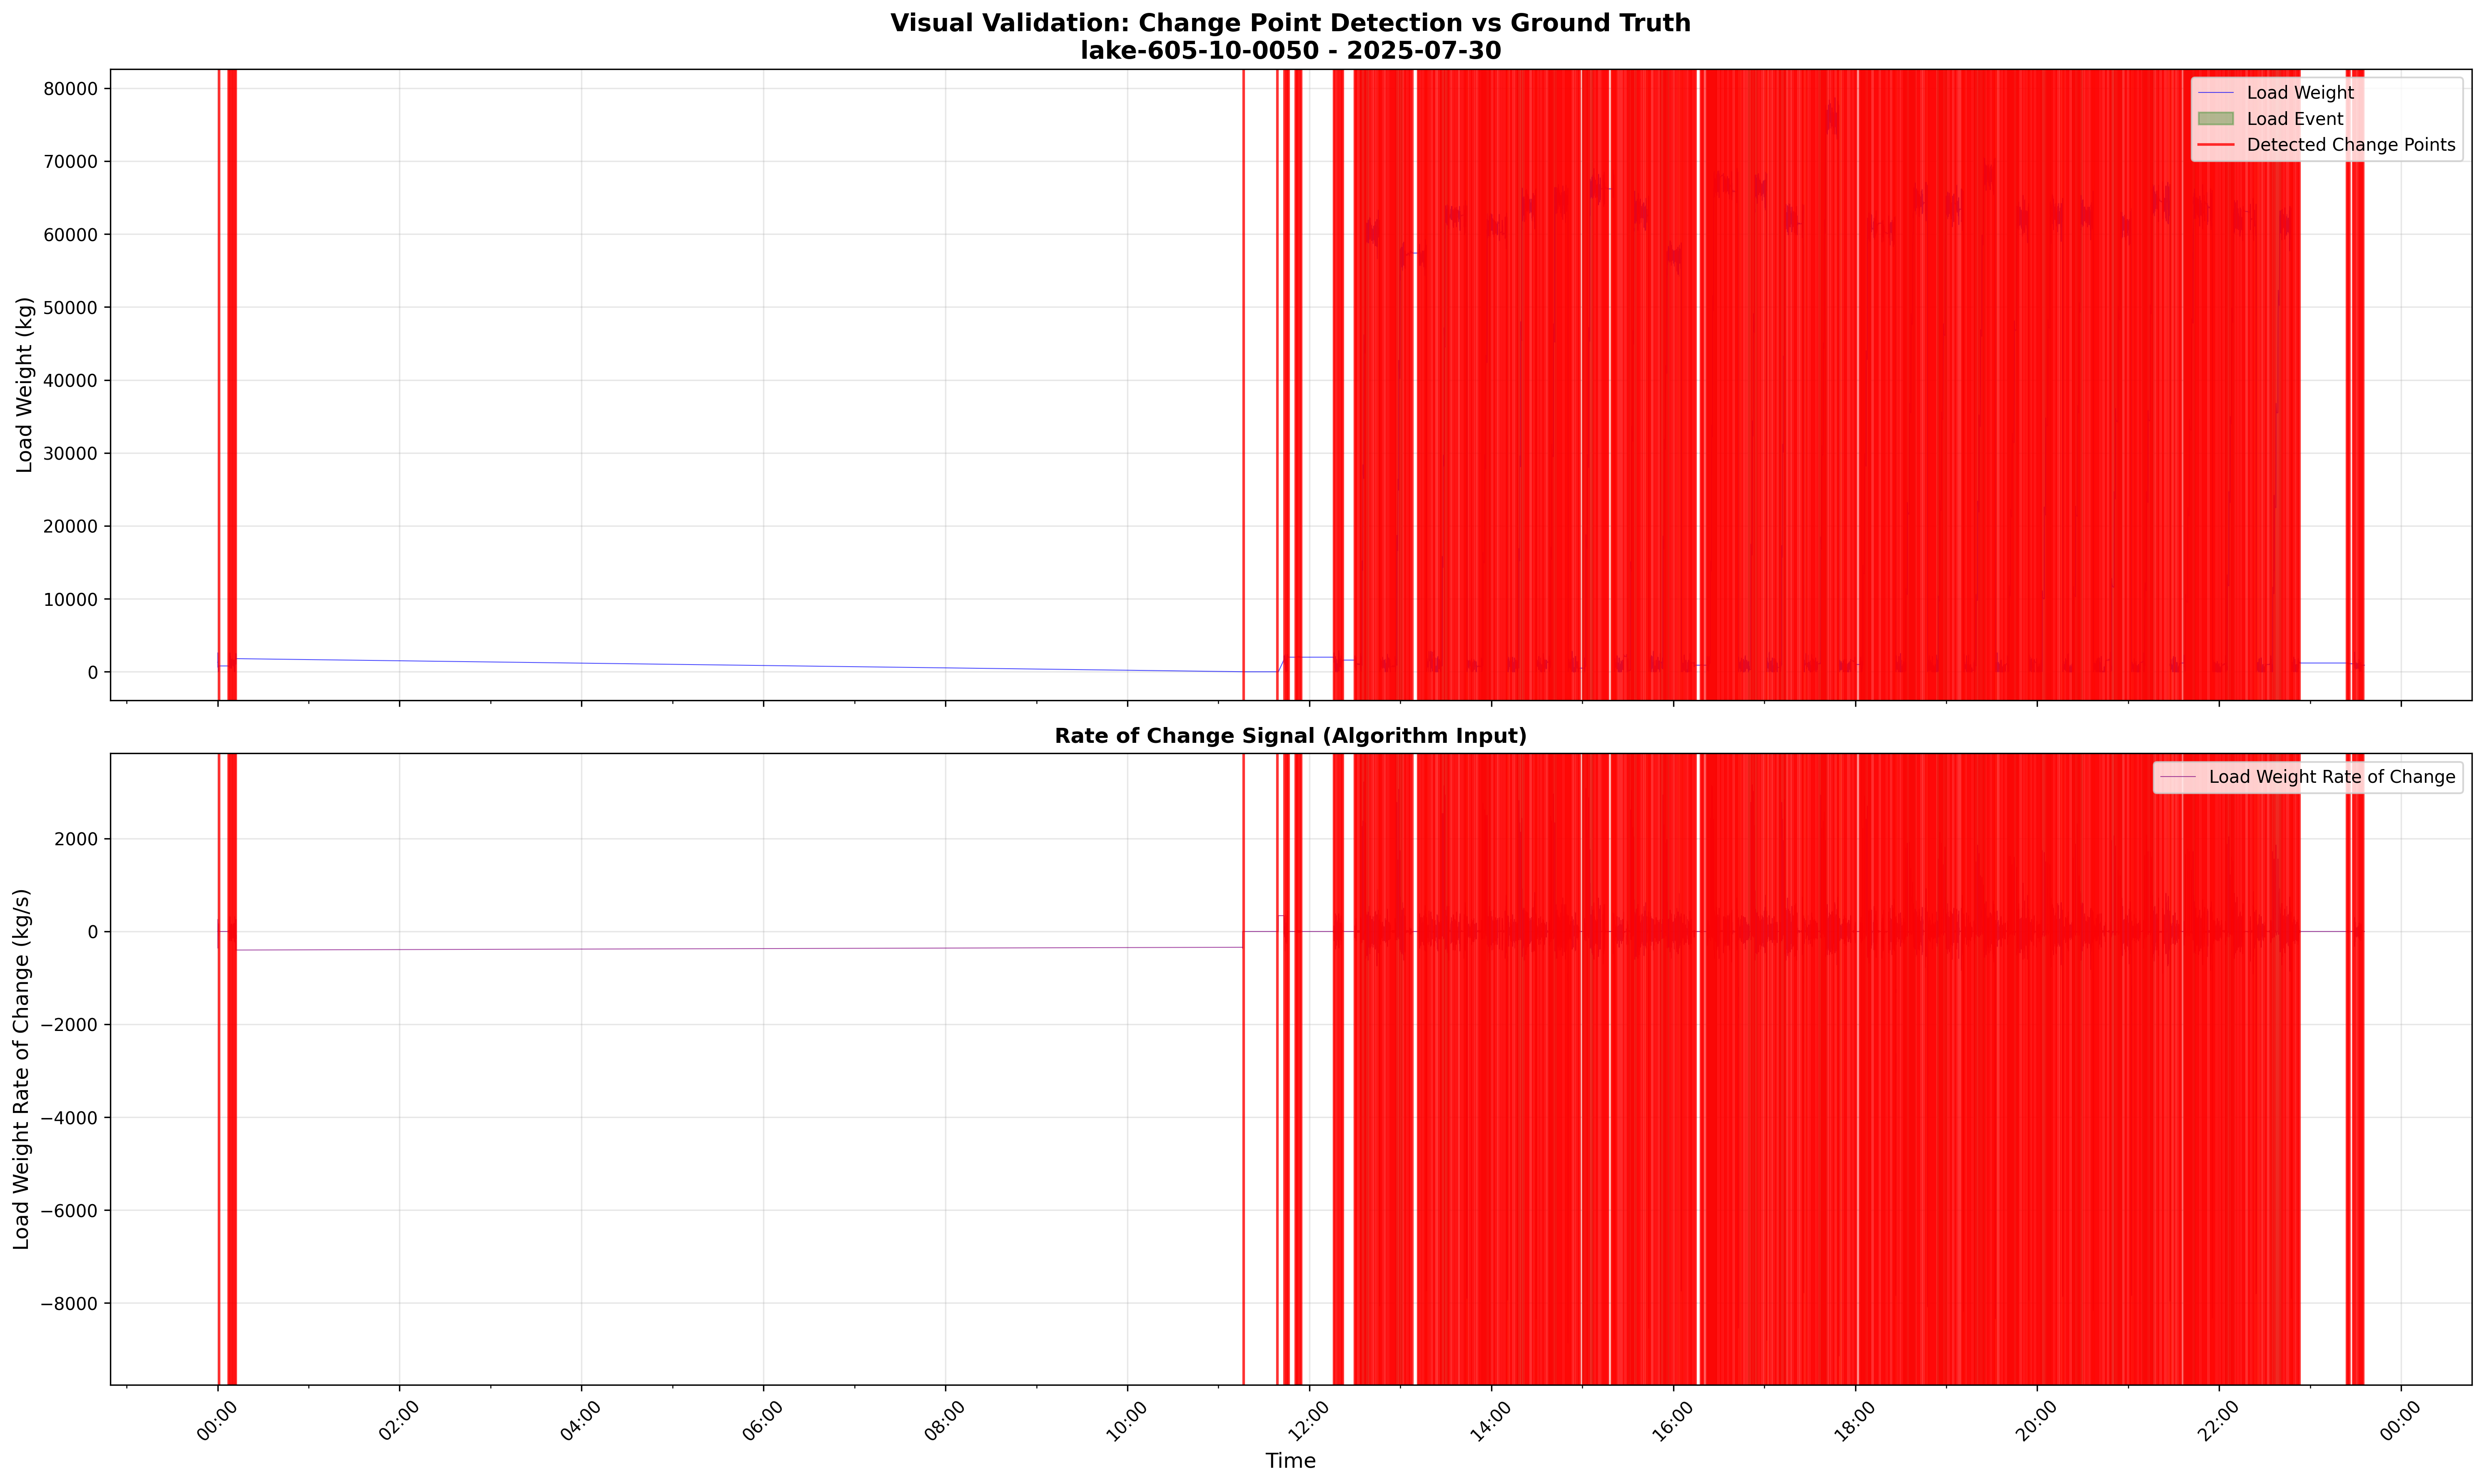 Visual Validation: Change Point Detection vs Ground Truth
lake-605-10-0050 - 2025-07-30
Load Weight (kg)
80000
70000
60000
50000
40000
30000
20000
10000
0
Load Weight
Load Event
Detected Change Points
Rate of Change Signal (Algorithm Input)
Load Weight Rate of Change (kg/s)
2000
0
−2000
−4000
−6000
−8000
Load Weight Rate of Change
00:00
02:00
04:00
06:00
08:00
10:00
12:00
14:00
16:00
18:00
20:00
22:00
00:00
Time